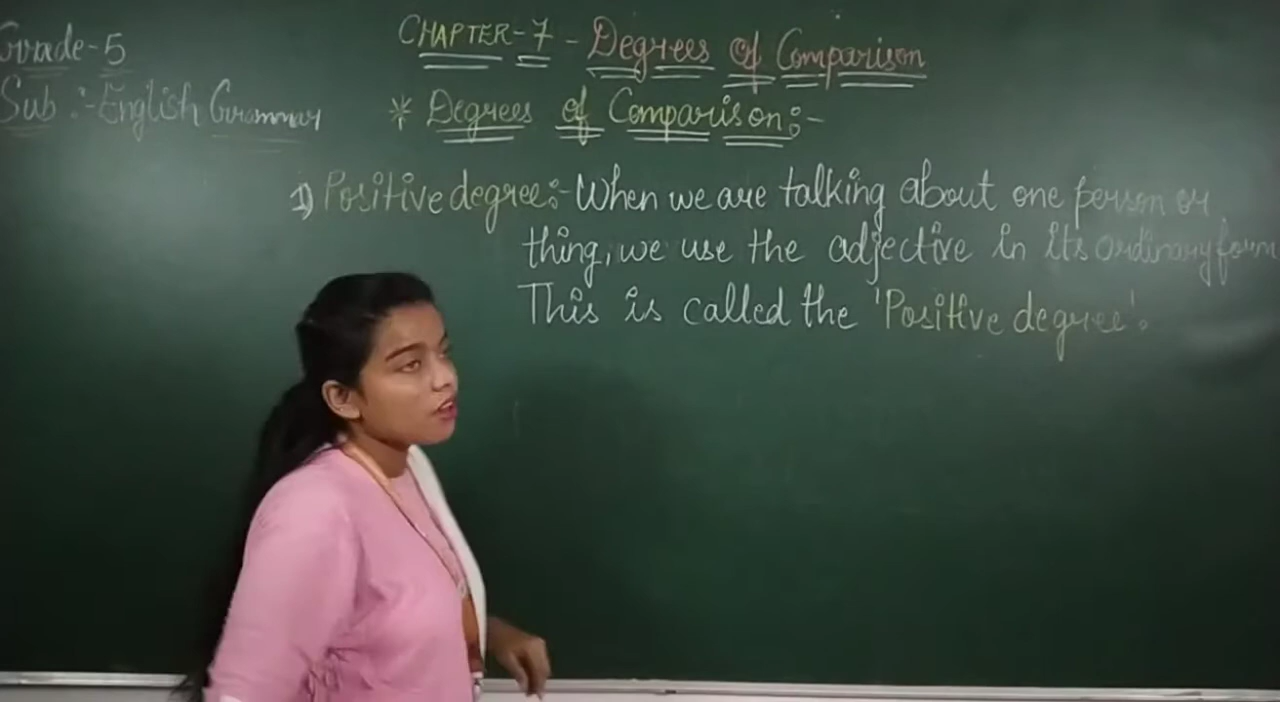 Grade-5
Sub :-English Grammar
CHAPTER-7 - Degrees of Comparison
* Degrees of Comparison:-
1) Positive degree:-When we are talking about one person or
thing, we use the adjective in its ordinary form
This is called the 'Positive degree'.